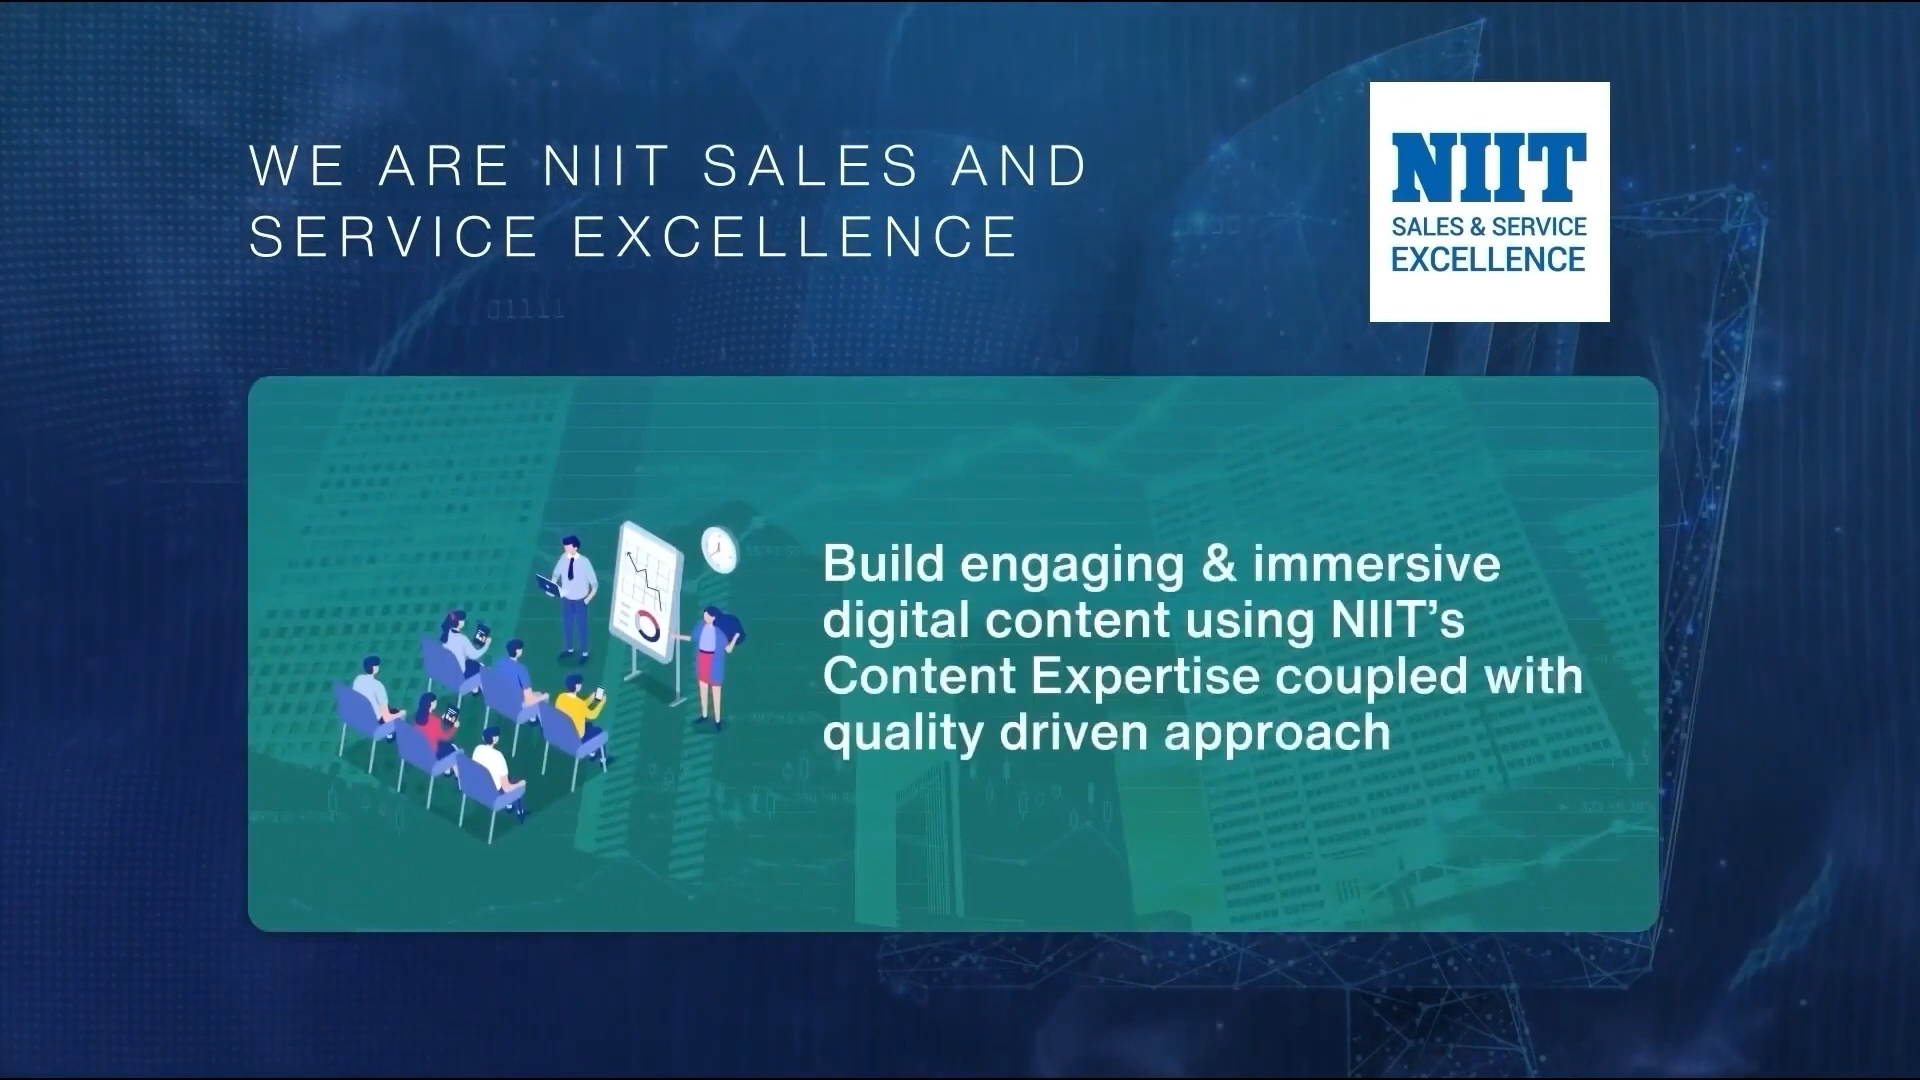 WE ARE NIIT SALES AND
SERVICE EXCELLENCE
NIIT
SALES & SERVICE
EXCELLENCE
Build engaging & immersive
digital content using NIIT’s
Content Expertise coupled with
quality driven approach